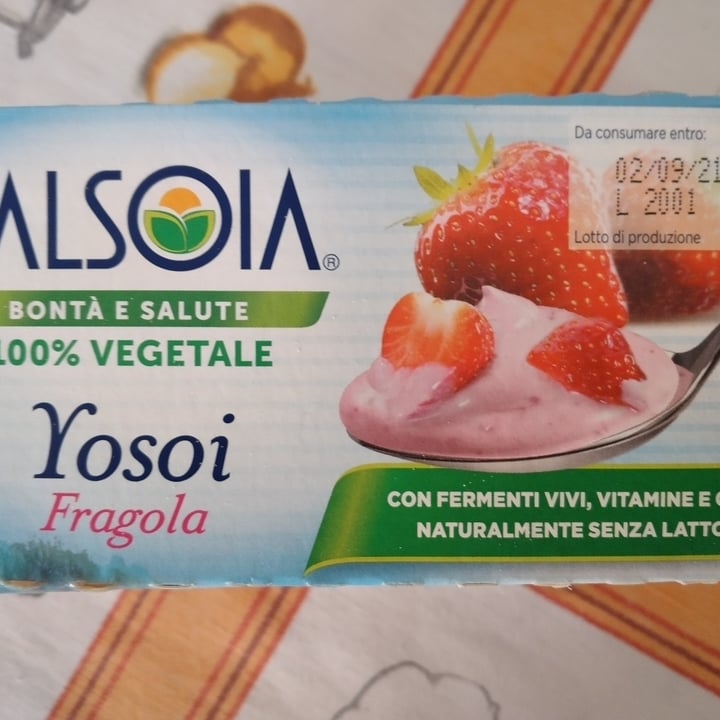 ALSOIA®
BONTÀ E SALUTE
100% VEGETALE
Yosoi
Fragola
Da consumare entro:
02/09/21
L 2001
Lotto di produzione
CON FERMENTI VIVI, VITAMINE E
NATURALMENTE SENZA LATTO